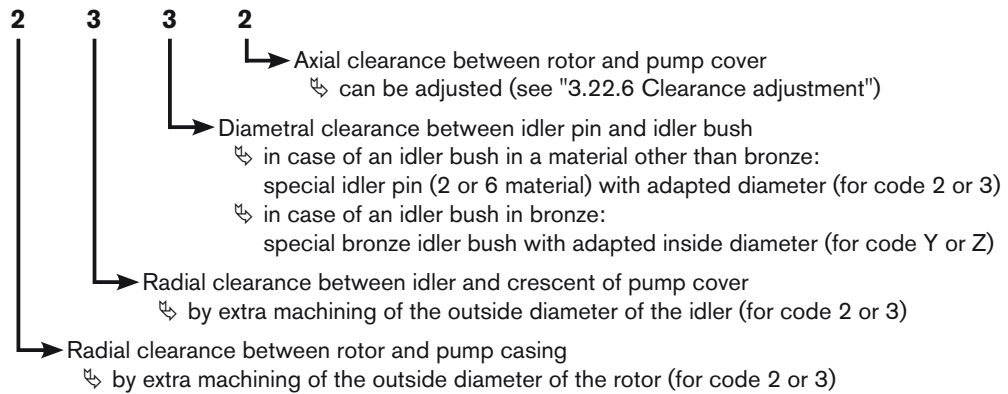 2 3 3 2
Axial clearance between rotor and pump cover
↳ can be adjusted (see "3.22.6 Clearance adjustment")
Diametral clearance between idler pin and idler bush
↳ in case of an idler bush in a material other than bronze:
special idler pin (2 or 6 material) with adapted diameter (for code 2 or 3)
↳ in case of an idler bush in bronze:
special bronze idler bush with adapted inside diameter (for code Y or Z)
Radial clearance between idler and crescent of pump cover
↳ by extra machining of the outside diameter of the idler (for code 2 or 3)
Radial clearance between rotor and pump casing
↳ by extra machining of the outside diameter of the rotor (for code 2 or 3)